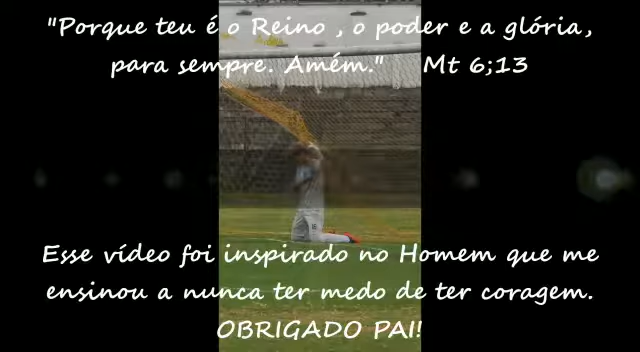 "Porque teu é o Reino , o poder e a glória,
para sempre. Amém." Mt 6;13
Esse vídeo foi inspirado no Homem que me
ensinou a nunca ter medo de ter coragem.
OBRIGADO PAI!